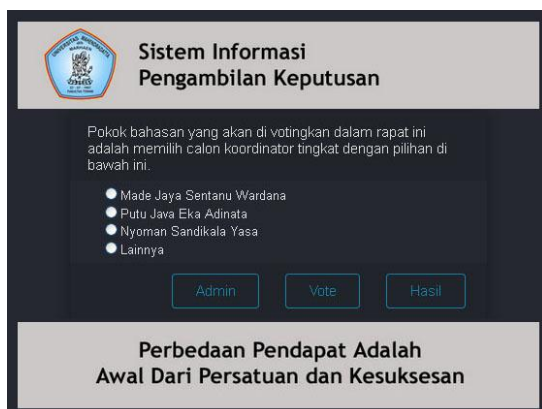 Sistem Informasi
Pengambilan Keputusan
Pokok bahasan yang akan di votingkan dalam rapat ini
adalah memilih calon koordinator tingkat dengan pilihan di
bawah ini.
Made Jaya Sentanu Wardana
Putu Java Eka Adinata
Nyoman Sandikala Yasa
Lainnya
Admin
Vote
Hasil
Perbedaan Pendapat Adalah
Awal Dari Persatuan dan Kesuksesan